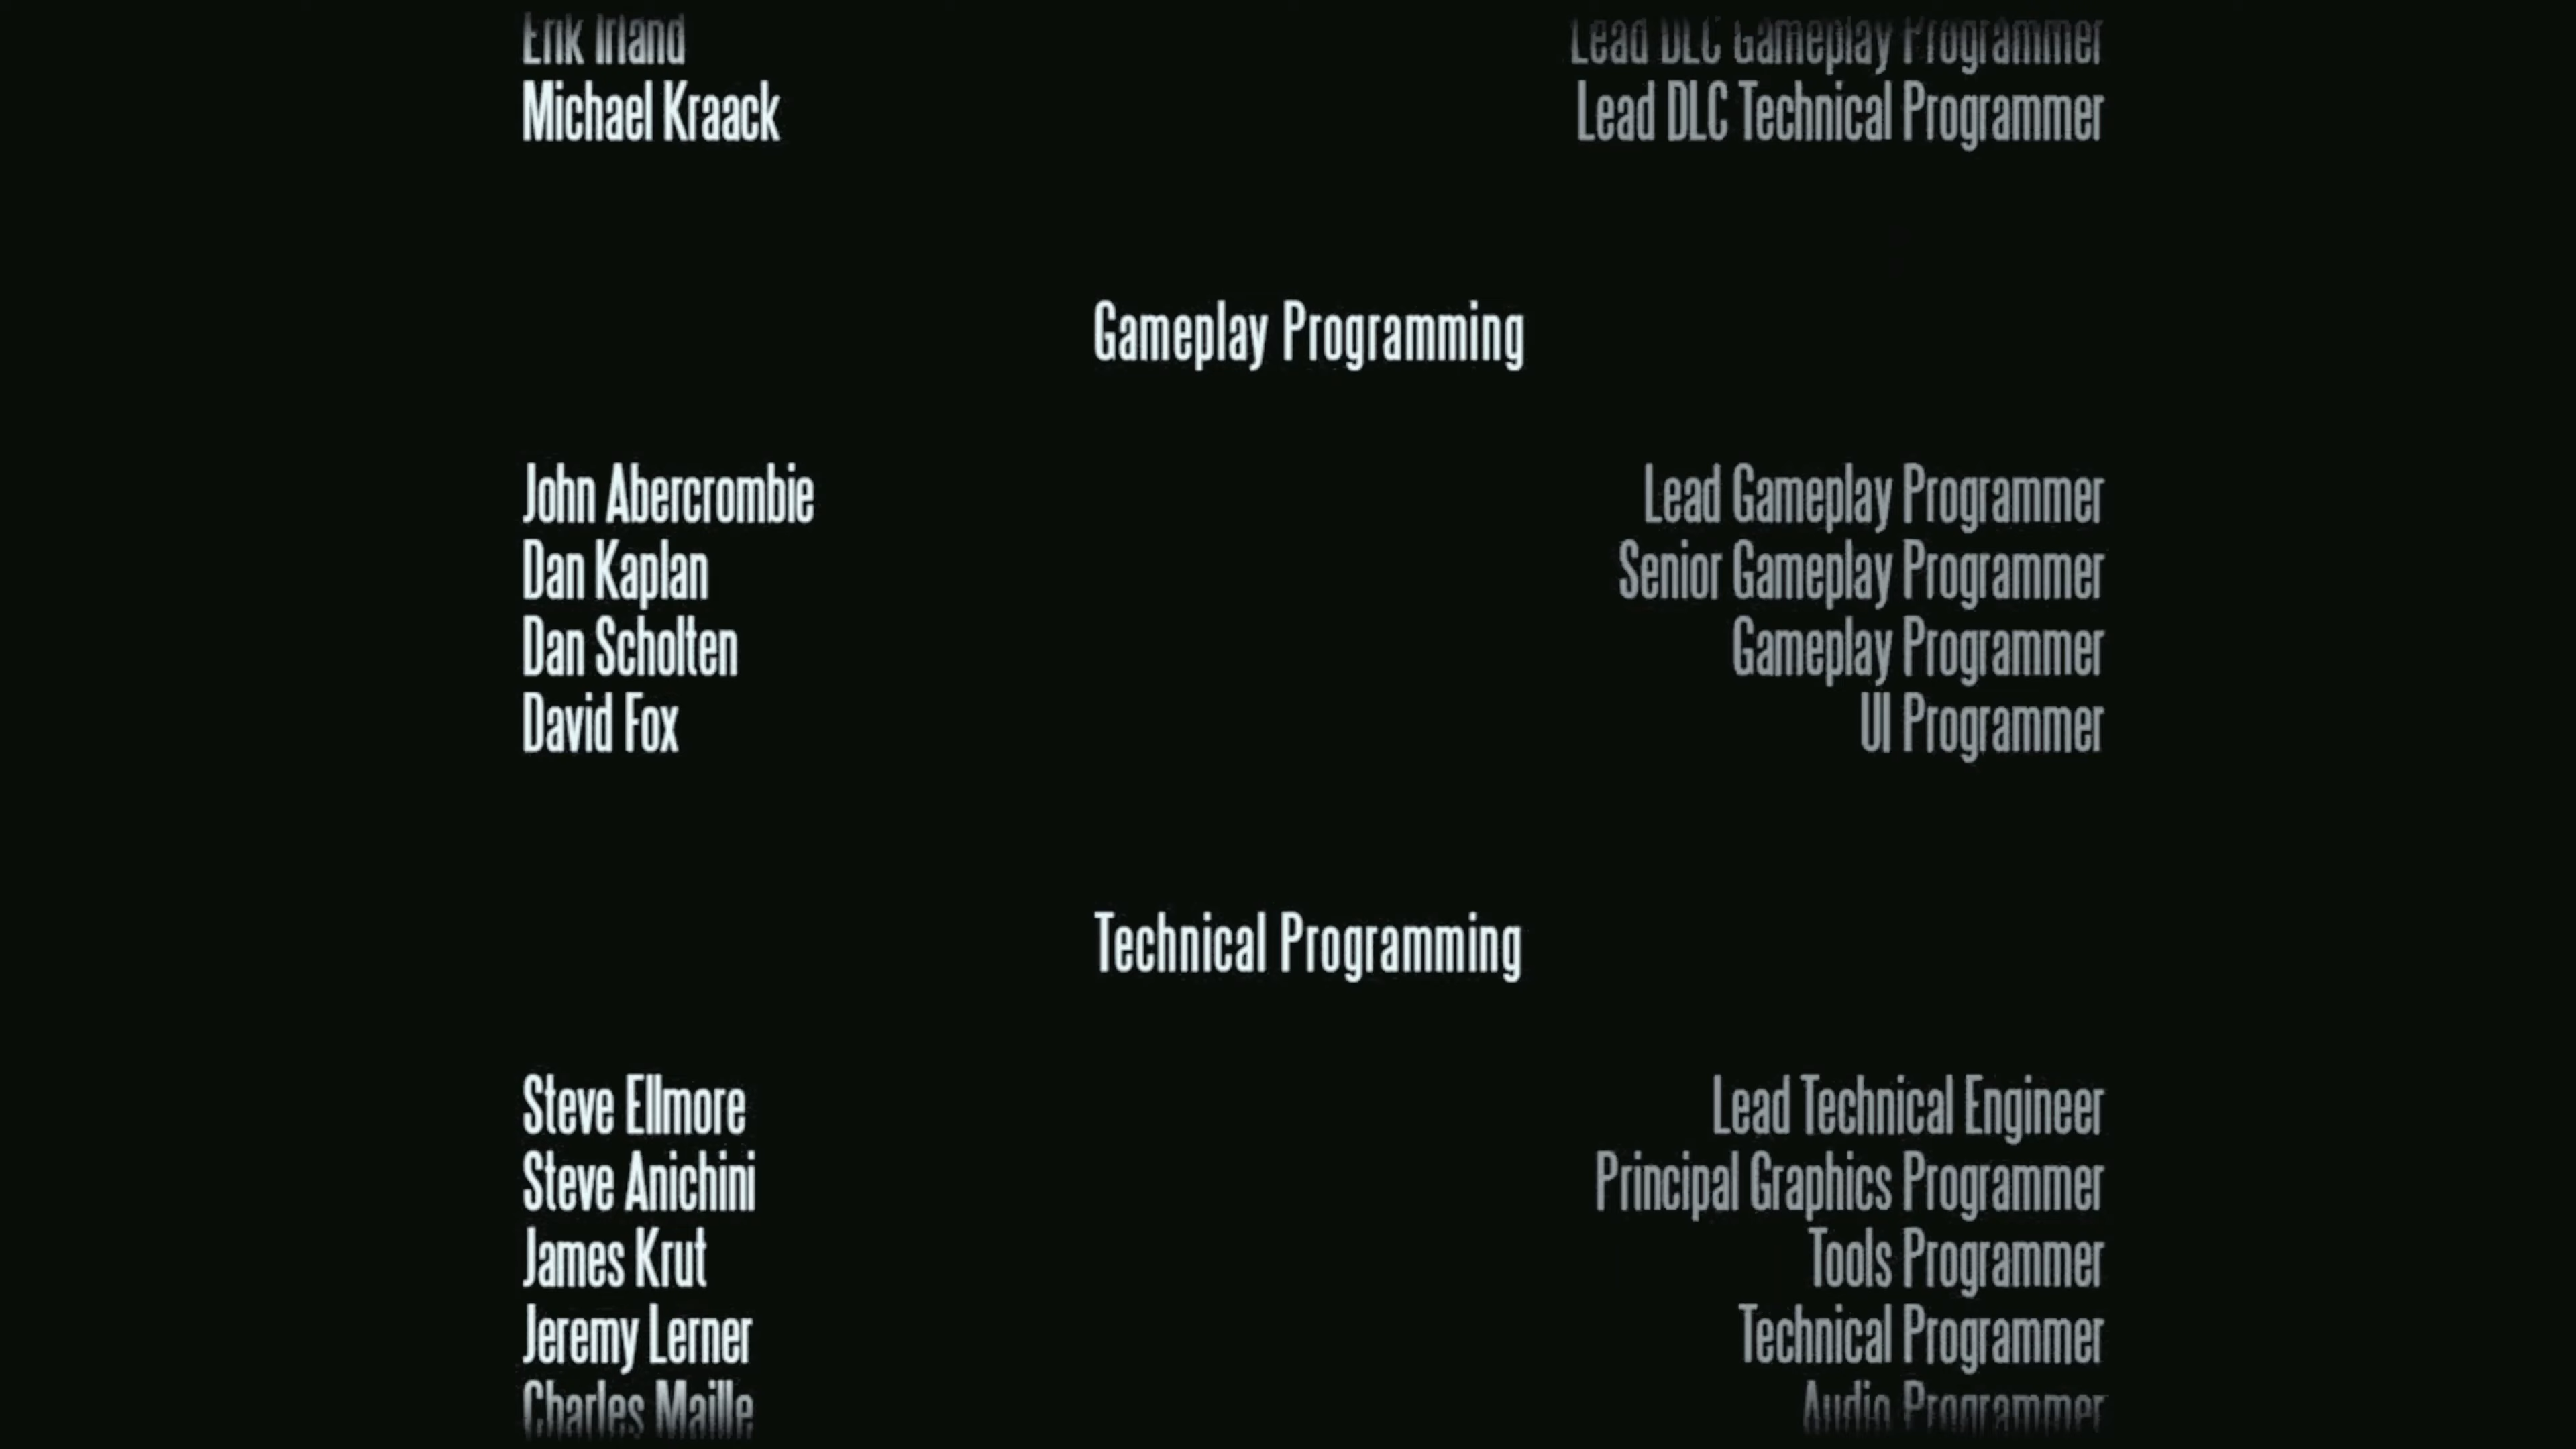 Erik Irland Lead DLC Gameplay Programmer
Michael Kraack Lead DLC Technical Programmer
Gameplay Programming
John Abercrombie Lead Gameplay Programmer
Dan Kaplan Senior Gameplay Programmer
Dan Scholten Gameplay Programmer
David Fox UI Programmer
Technical Programming
Steve Ellmore Lead Technical Engineer
Steve Anichini Principal Graphics Programmer
James Krut Tools Programmer
Jeremy Lerner Technical Programmer
Charles Maille Audio Programmer